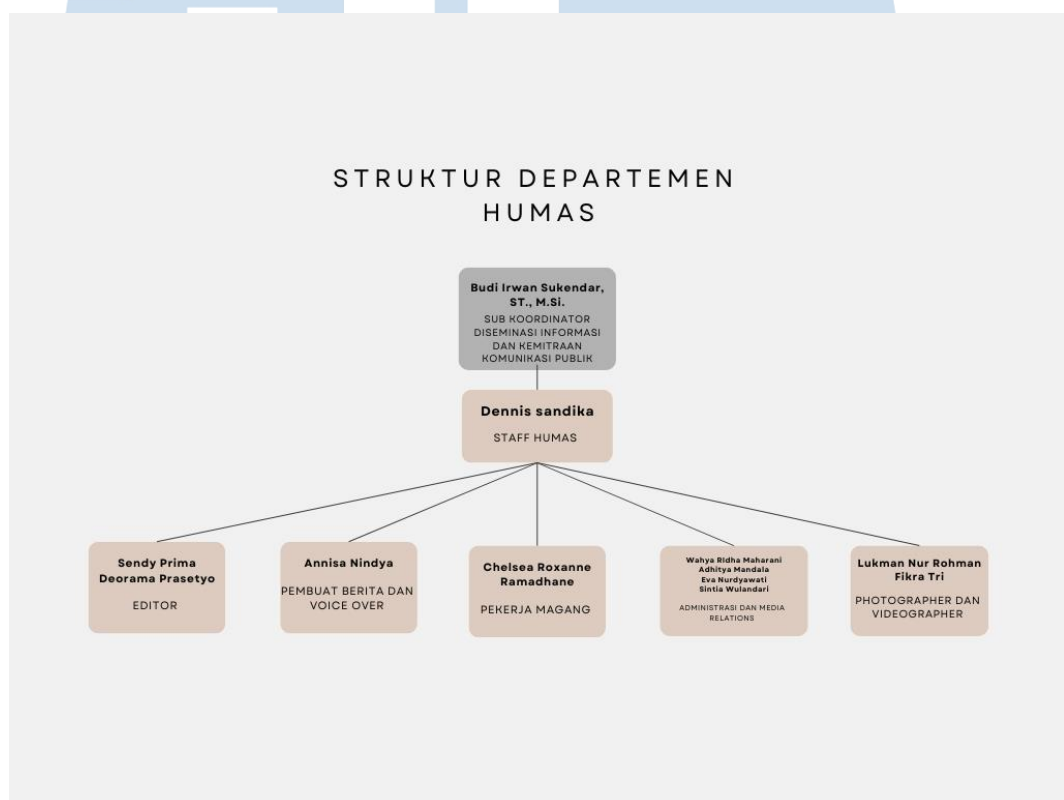 STRUKTUR DEPARTEMEN
HUMAS
Budi Irwan Sukendar,
ST., M.Si.
SUB KOORDINATOR
DISEMINASI INFORMASI
DAN KEMITRAAN
KOMUNIKASI PUBLIK
Dennis sandika
STAFF HUMAS
Sendy Prima
Deorama Prasetyo
EDITOR
Annisa Nindya
PEMBUAT BERITA DAN
VOICE OVER
Chelsea Roxanne
Ramadhane
PEKERJA MAGANG
Wahya RIdha Maharani
Adhitya Mandala
Eva Nurdyawati
Sintia Wulandari
ADMINISTRASI DAN MEDIA
RELATIONS
Lukman Nur Rohman
Fikra Tri
PHOTOGRAPHER DAN
VIDEOGRAPHER